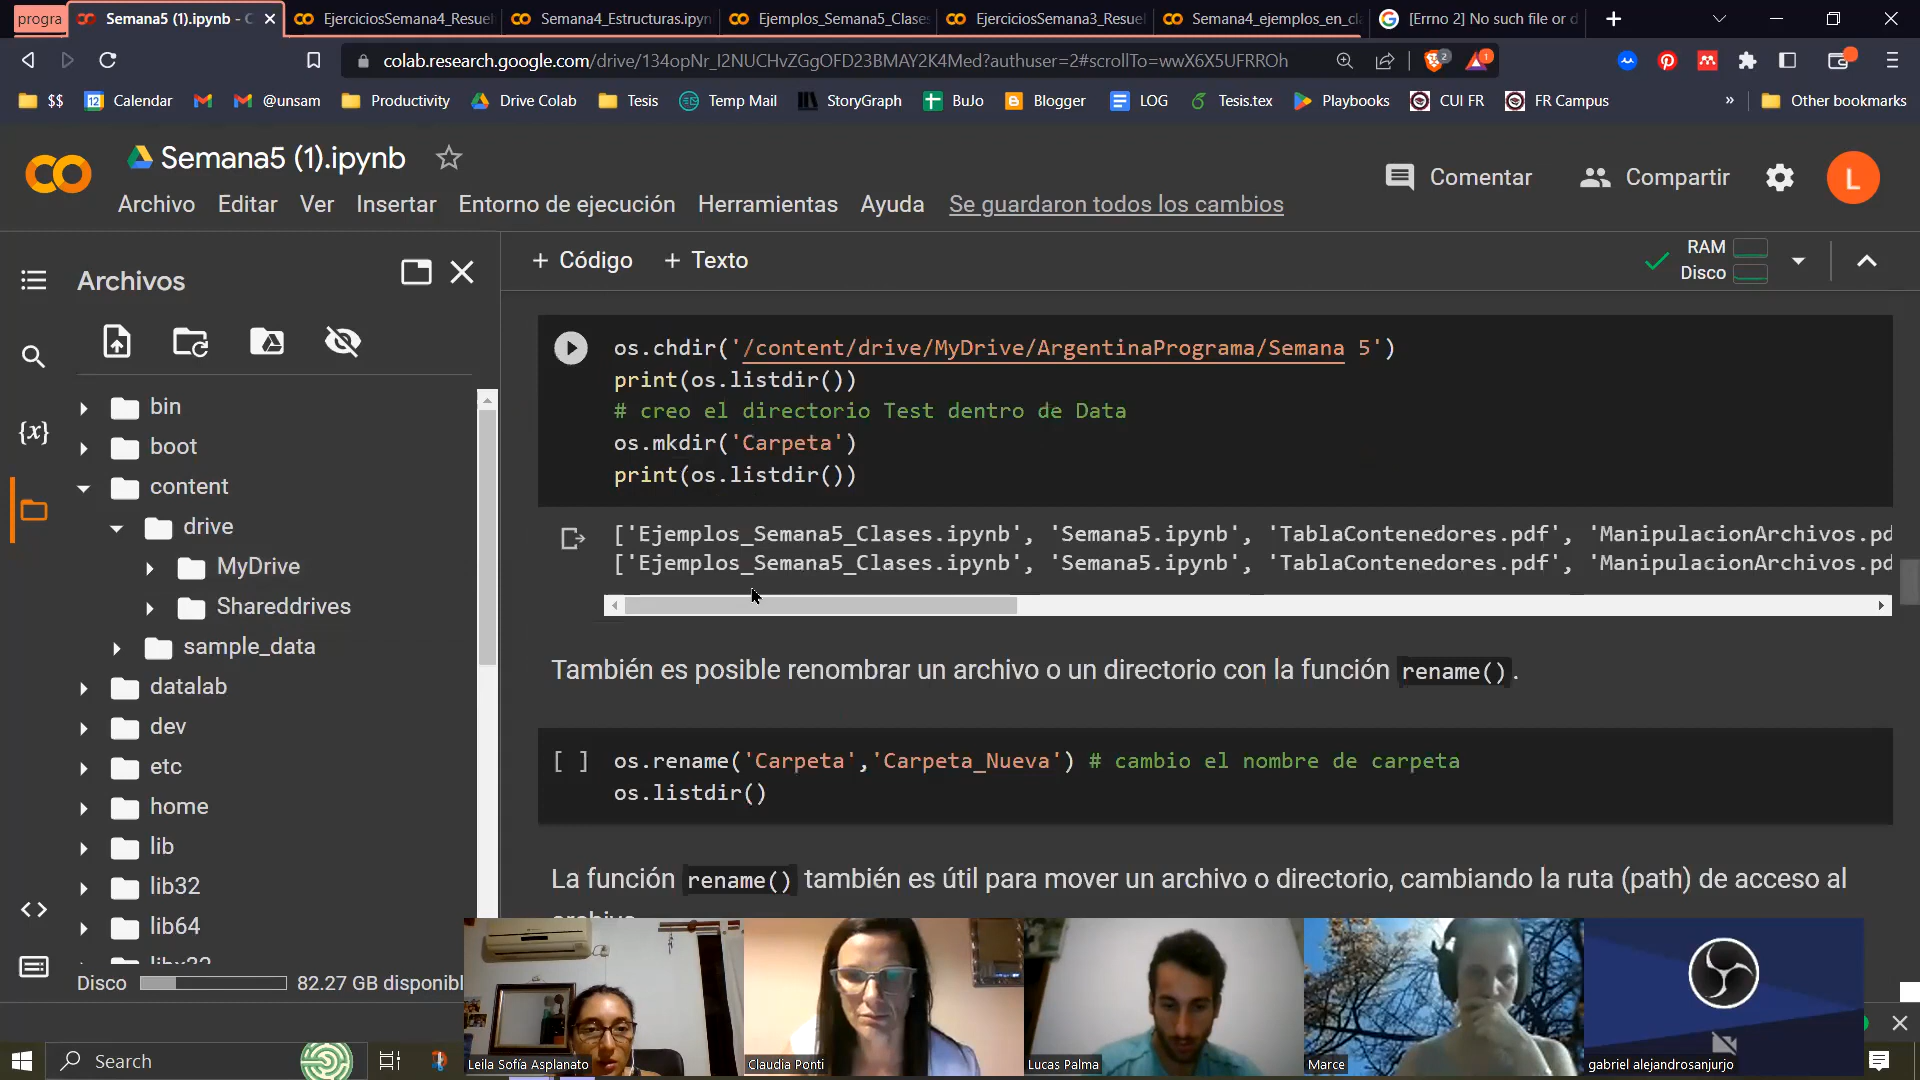 progra
Semana5 (1).ipynb - C
EjerciciosSemana4_Resuel
Semana4_Estructuras.ipyn
Ejemplos_Semana5_Clases
EjerciciosSemana3_Resue
Semana4_ejemplos_en_cl
[Errno 2] No such file or d
colab.research.google.com/drive/134opNr_I2NUCHvZGgOFD23BMAY2K4Med?authuser=2#scrollTo=wwX6X5UFRROh
2
1
$$
Calendar
@unsam
Productivity
Drive Colab
Tesis
Temp Mail
StoryGraph
BuJo
Blogger
LOG
Tesis.tex
Playbooks
CUI FR
FR Campus
»
Other bookmarks
Semana5 (1).ipynb
Comentar
Compartir
L
Archivo Editar Ver Insertar Entorno de ejecución Herramientas Ayuda Se guardaron todos los cambios
Archivos
+ Código + Texto
RAM
Disco
bin
boot
content
drive
MyDrive
Shareddrives
sample_data
datalab
dev
etc
home
lib
lib32
lib64
libx32
Disco 82.27 GB disponibl
{x}
os.chdir('/content/drive/MyDrive/ArgentinaPrograma/Semana 5')
print(os.listdir())
# creo el directorio Test dentro de Data
os.mkdir('Carpeta')
print(os.listdir())
['Ejemplos_Semana5_Clases.ipynb', 'Semana5.ipynb', 'TablaContenedores.pdf', 'ManipulacionArchivos.pd
['Ejemplos_Semana5_Clases.ipynb', 'Semana5.ipynb', 'TablaContenedores.pdf', 'ManipulacionArchivos.pd
También es posible renombrar un archivo o un directorio con la función rename().
[ ] os.rename('Carpeta','Carpeta_Nueva') # cambio el nombre de carpeta
os.listdir()
La función rename() también es útil para mover un archivo o directorio, cambiando la ruta (path) de acceso al
archivo.
Leila Sofía Asplanato
Claudia Ponti
Lucas Palma
Marce
gabriel alejandrosanjurjo
Search